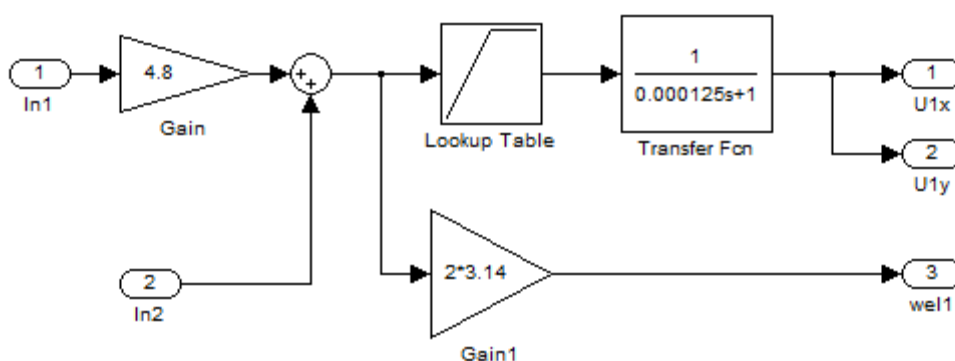 1
In1
4.8
Gain
+
+
Lookup Table
1
0.000125s+1
Transfer Fcn
1
U1x
2
U1y
2
In2
2*3.14
Gain1
3
wel1